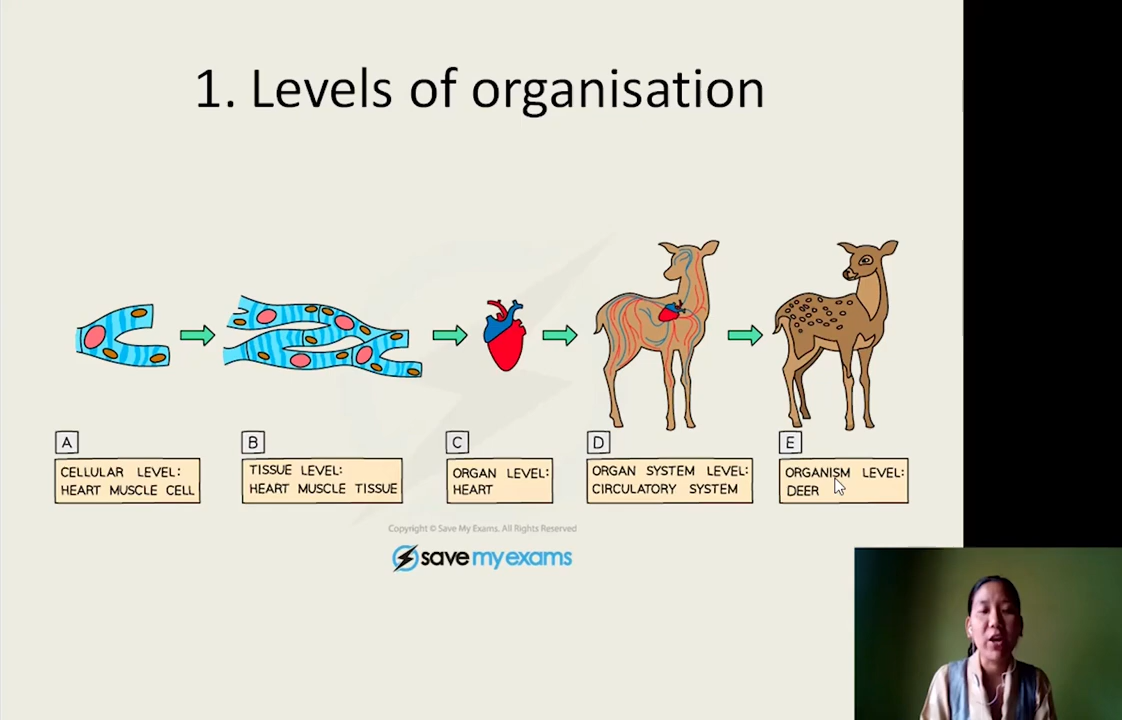 1. Levels of organisation
A
CELLULAR LEVEL:
HEART MUSCLE CELL
B
TISSUE LEVEL:
HEART MUSCLE TISSUE
C
ORGAN LEVEL:
HEART
D
ORGAN SYSTEM LEVEL:
CIRCULATORY SYSTEM
E
ORGANISM LEVEL:
DEER
Copyright © Save My Exams. All Rights Reserved
save my exams